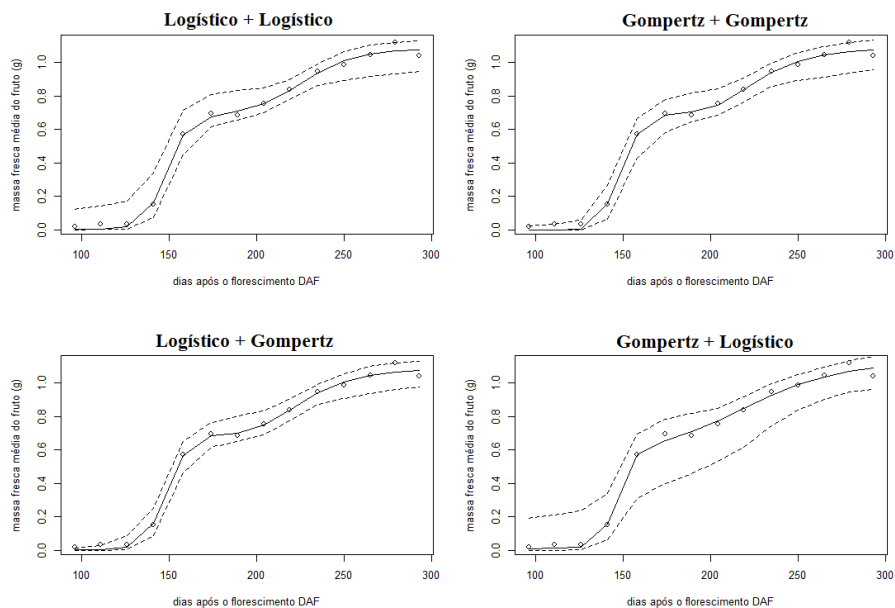 Logístico + Logístico
massa fresca média do fruto (g)
0.0 0.2 0.4 0.6 0.8 1.0
100 150 200 250 300
dias após o florescimento DAF
Gompertz + Gompertz
massa fresca média do fruto (g)
0.0 0.2 0.4 0.6 0.8 1.0
100 150 200 250 300
dias após o florescimento DAF
Logístico + Gompertz
massa fresca média do fruto (g)
0.0 0.2 0.4 0.6 0.8 1.0
100 150 200 250 300
dias após o florescimento DAF
Gompertz + Logístico
massa fresca média do fruto (g)
0.0 0.2 0.4 0.6 0.8 1.0
100 150 200 250 300
dias após o florescimento DAF